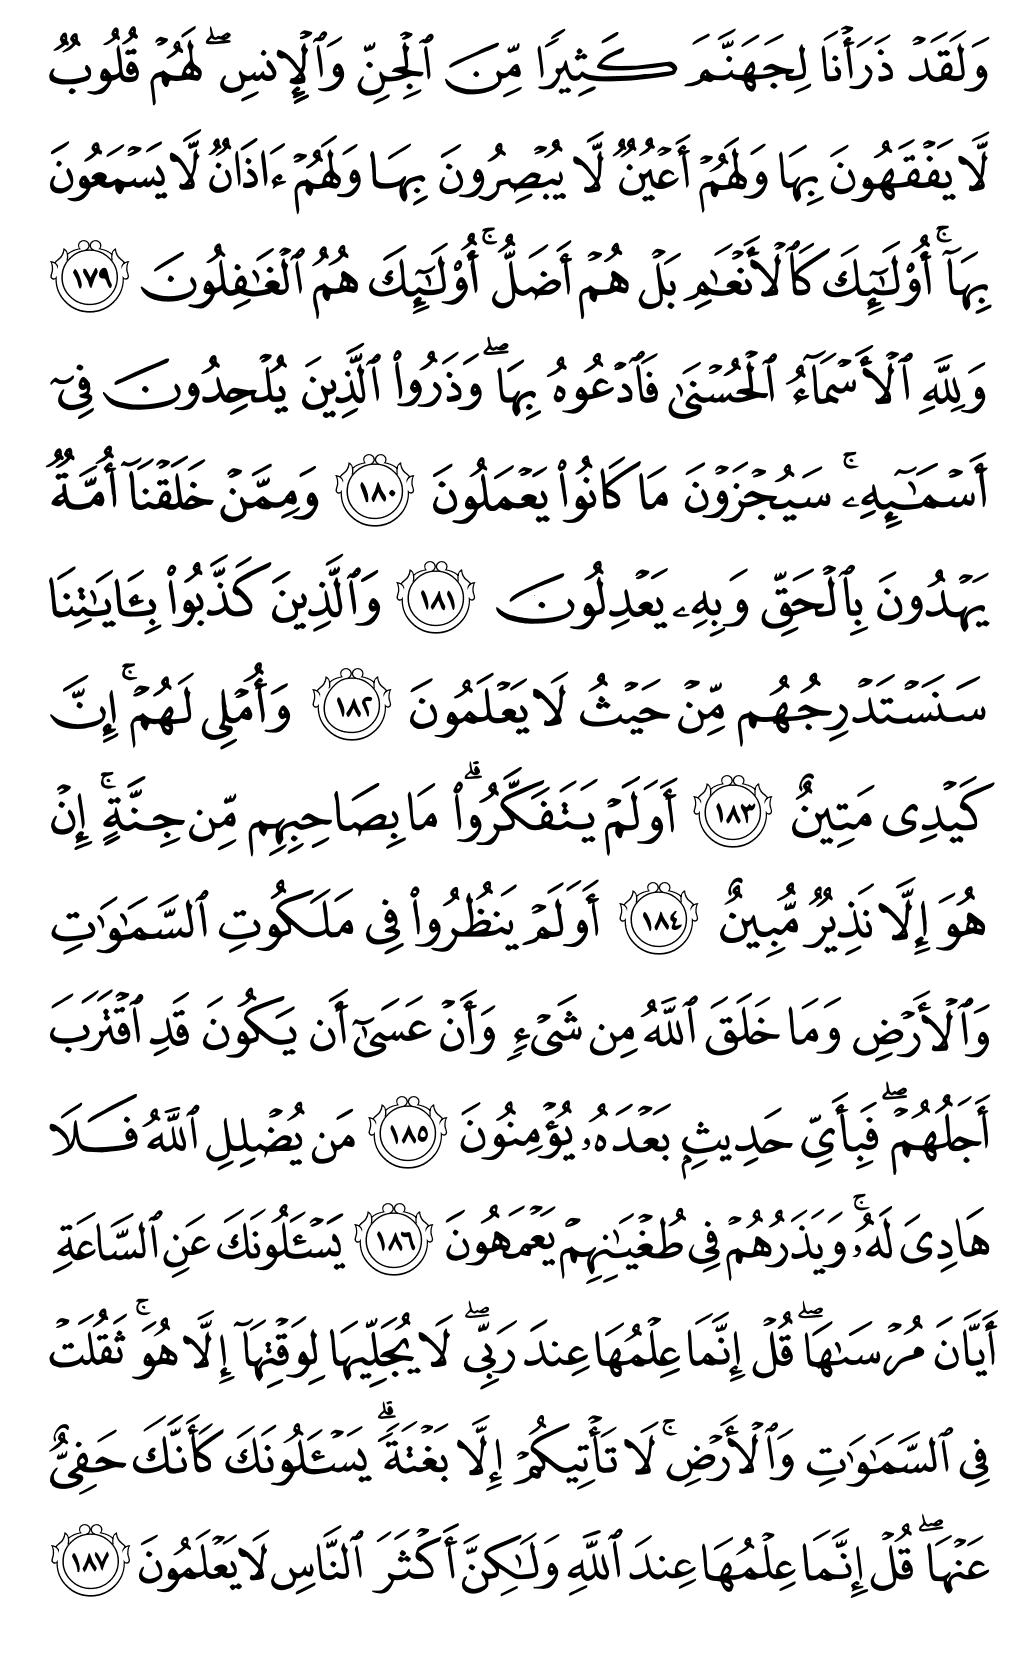 وَلَقَدۡ ذَرَأۡنَا لِجَهَنَّمَ كَثِيرٗا مِّنَ ٱلۡجِنِّ وَٱلۡإِنسِۖ لَهُمۡ قُلُوبٞ
لَّا يَفۡقَهُونَ بِهَا وَلَهُمۡ أَعۡيُنٞ لَّا يُبۡصِرُونَ بِهَا وَلَهُمۡ ءَاذَانٞ لَّا يَسۡمَعُونَ
بِهَآۚ أُوْلَٰٓئِكَ كَٱلۡأَنۡعَٰمِ بَلۡ هُمۡ أَضَلُّۚ أُوْلَٰٓئِكَ هُمُ ٱلۡغَٰفِلُونَ ١٧٩
وَلِلَّهِ ٱلۡأَسۡمَآءُ ٱلۡحُسۡنَىٰ فَٱدۡعُوهُ بِهَاۖ وَذَرُواْ ٱلَّذِينَ يُلۡحِدُونَ فِيٓ
أَسۡمَٰٓئِهِۦۚ سَيُجۡزَوۡنَ مَا كَانُواْ يَعۡمَلُونَ ١٨٠ وَمِمَّنۡ خَلَقۡنَآ أُمَّةٞ
يَهۡدُونَ بِٱلۡحَقِّ وَبِهِۦ يَعۡدِلُونَ ١٨١ وَٱلَّذِينَ كَذَّبُواْ بِـَٔايَٰتِنَا
سَنَسۡتَدۡرِجُهُم مِّنۡ حَيۡثُ لَا يَعۡلَمُونَ ١٨٢ وَأُمۡلِي لَهُمۡۚ إِنَّ
كَيۡدِي مَتِينٌ ١٨٣ أَوَلَمۡ يَتَفَكَّرُواْۗ مَا بِصَاحِبِهِم مِّن جِنَّةٍۚ إِنۡ
هُوَ إِلَّا نَذِيرٞ مُّبِينٌ ١٨٤ أَوَلَمۡ يَنظُرُواْ فِي مَلَكُوتِ ٱلسَّمَٰوَٰتِ
وَٱلۡأَرۡضِ وَمَا خَلَقَ ٱللَّهُ مِن شَيۡءٖ وَأَنۡ عَسَىٰٓ أَن يَكُونَ قَدِ ٱقۡتَرَبَ
أَجَلُهُمۡۖ فَبِأَيِّ حَدِيثِۭ بَعۡدَهُۥ يُؤۡمِنُونَ ١٨٥ مَن يُضۡلِلِ ٱللَّهُ فَلَا
هَادِيَ لَهُۥۚ وَيَذَرُهُمۡ فِي طُغۡيَٰنِهِمۡ يَعۡمَهُونَ ١٨٦ يَسۡـَٔلُونَكَ عَنِ ٱلسَّاعَةِ
أَيَّانَ مُرۡسَىٰهَاۖ قُلۡ إِنَّمَا عِلۡمُهَا عِندَ رَبِّيۖ لَا يُجَلِّيهَا لِوَقۡتِهَآ إِلَّا هُوَۚ ثَقُلَتۡ
فِي ٱلسَّمَٰوَٰتِ وَٱلۡأَرۡضِۚ لَا تَأۡتِيكُمۡ إِلَّا بَغۡتَةٗۗ يَسۡـَٔلُونَكَ كَأَنَّكَ حَفِيٌّ
عَنۡهَاۖ قُلۡ إِنَّمَا عِلۡمُهَا عِندَ ٱللَّهِ وَلَٰكِنَّ أَكۡثَرَ ٱلنَّاسِ لَا يَعۡلَمُونَ ١٨٧